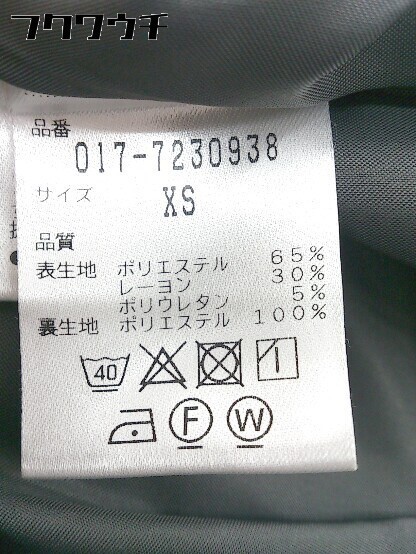 フクワウチ
品番
017-7230938
サイズ XS
品質
表生地 ポリエステル 65%
レーヨン 30%
ポリウレタン 5%
裏生地 ポリエステル 100%
40
F W